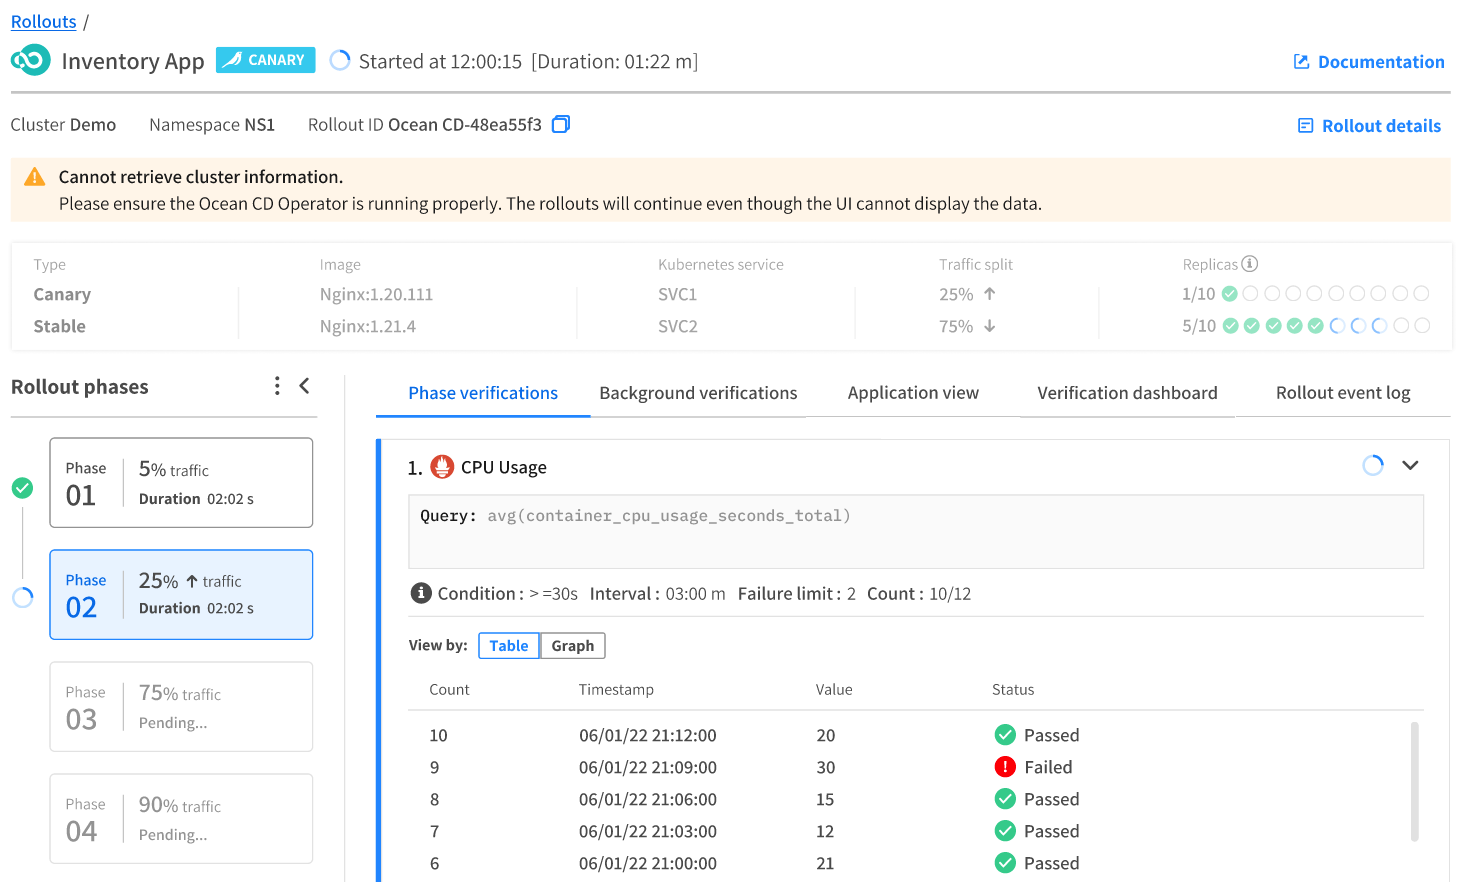 Rollouts /
Inventory App CANARY Started at 12:00:15 [Duration: 01:22 m] Documentation
Cluster Demo Namespace NS1 Rollout ID Ocean CD-48ea55f3 Rollout details
Cannot retrieve cluster information.
Please ensure the Ocean CD Operator is running properly. The rollouts will continue even though the UI cannot display the data.
Type Image Kubernetes service Traffic split Replicas
Canary Nginx:1.20.111 SVC1 25% ↑ 1/10
Stable Nginx:1.21.4 SVC2 75% ↓ 5/10
Rollout phases
Phase verifications Background verifications Application view Verification dashboard Rollout event log
Phase 5% traffic
01 Duration 02:02 s
Phase 25% ↑ traffic
02 Duration 02:02 s
Phase 75% traffic
03 Pending...
Phase 90% traffic
04 Pending...
1. CPU Usage
Query: avg(container_cpu_usage_seconds_total)
Condition : > =30s Interval : 03:00 m Failure limit : 2 Count : 10/12
View by: Table Graph
Count Timestamp Value Status
10 06/01/22 21:12:00 20 Passed
9 06/01/22 21:09:00 30 Failed
8 06/01/22 21:06:00 15 Passed
7 06/01/22 21:03:00 12 Passed
6 06/01/22 21:00:00 21 Passed